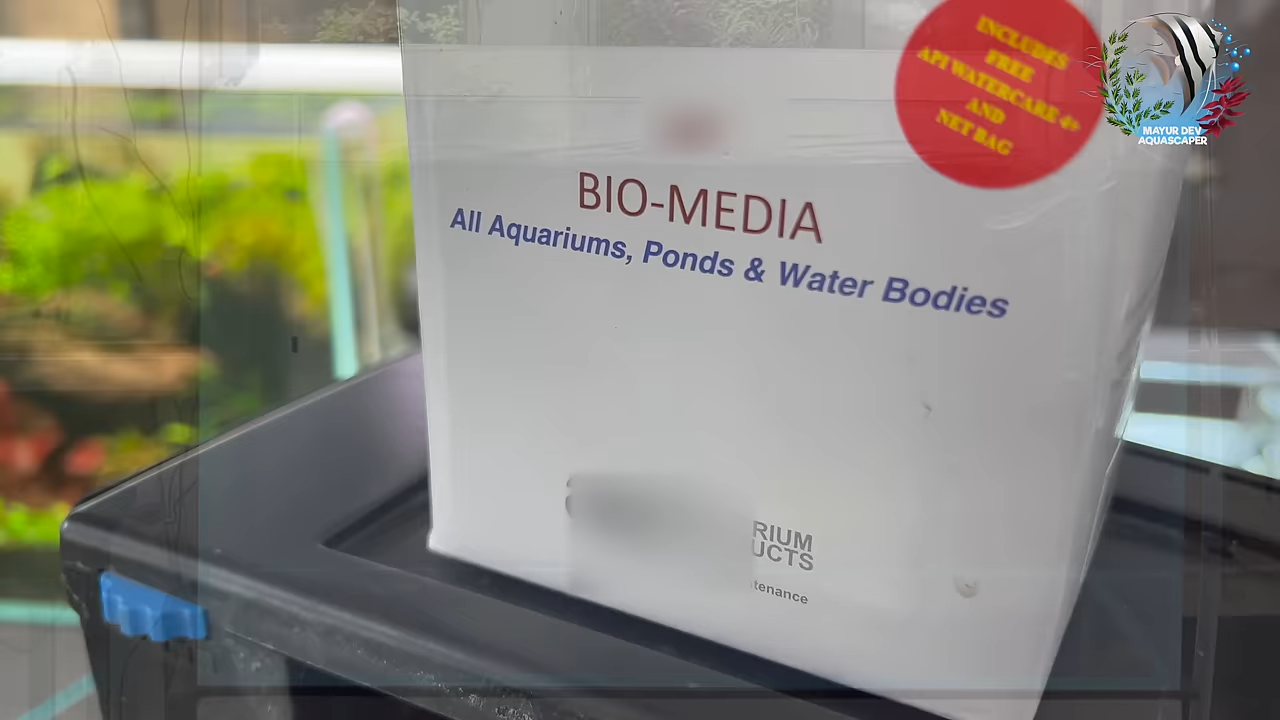 INCLUDES
FREE
API WATERCARE 4+
AND
NET BAG
MAYUR DEV
AQUASCAPER
BIO-MEDIA
All Aquariums, Ponds & Water Bodies
RIUM
UCTS
tenance